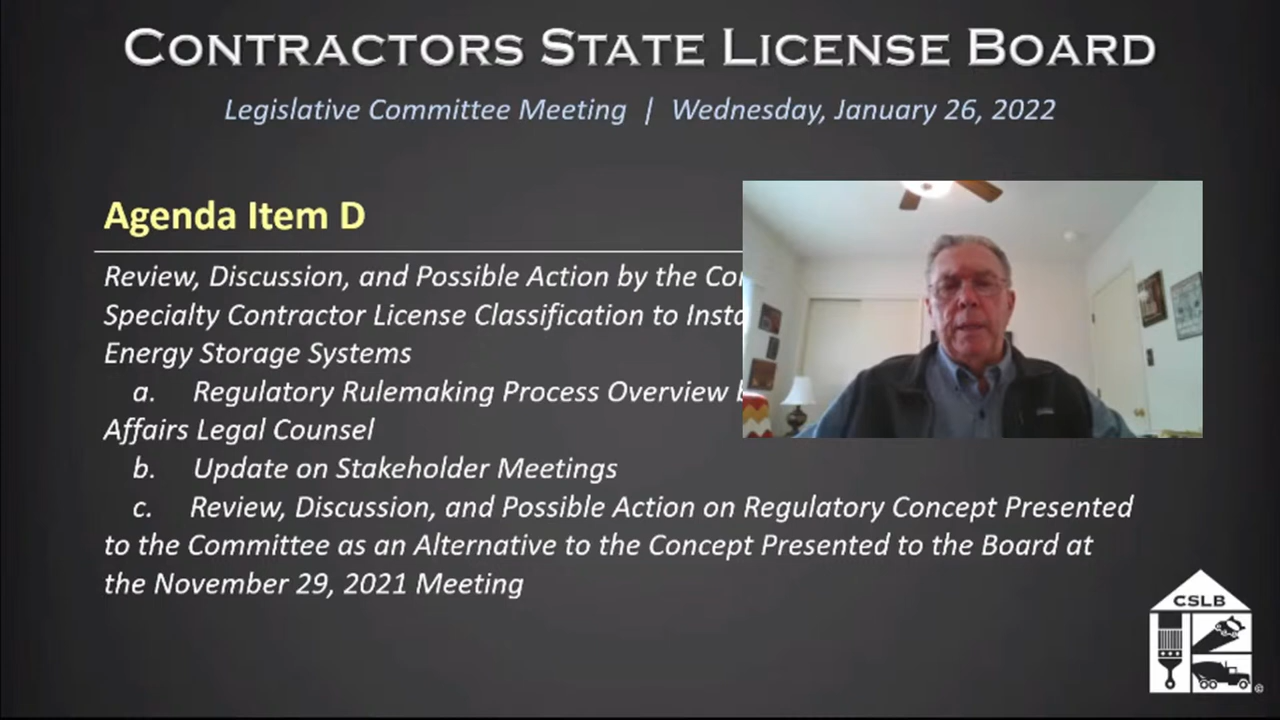 CONTRACTORS STATE LICENSE BOARD
Legislative Committee Meeting | Wednesday, January 26, 2022
Agenda Item D
Review, Discussion, and Possible Action by the
Specialty Contractor License Classification to
Energy Storage Systems
a. Regulatory Rulemaking Process Overview
Affairs Legal Counsel
b. Update on Stakeholder Meetings
c. Review, Discussion, and Possible Action on Regulatory Concept Presented
to the Committee as an Alternative to the Concept Presented to the Board at
the November 29, 2021 Meeting
CSLB
©